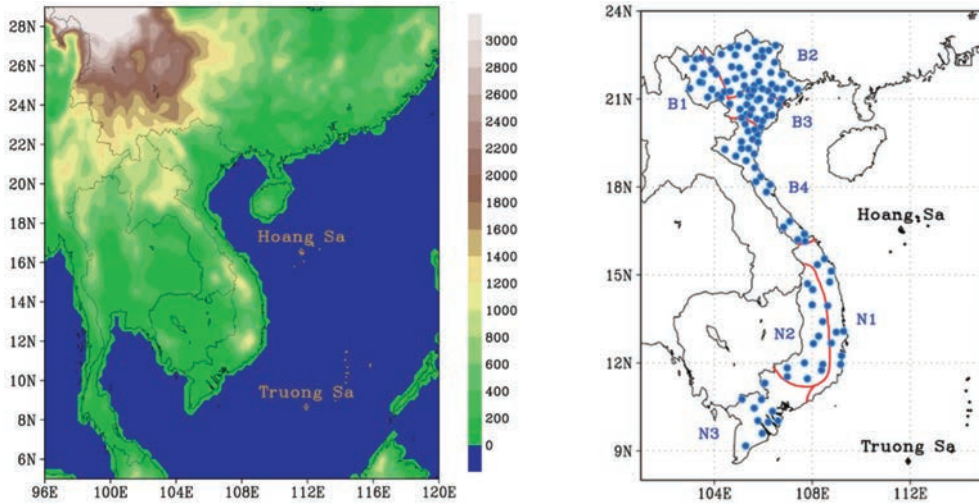 28N
26N
24N
22N
20N
18N
16N
14N
12N
10N
8N
6N
96E 100E 104E 108E 112E 116E 120E
Hoang Sa
Truong Sa
3000
2800
2600
2400
2200
2000
1800
1600
1400
1200
1000
800
600
400
200
0
24N
21N
18N
15N
12N
9N
104E 108E 112E
B2
B1
B3
B4
Hoang Sa
N1
N2
N3
Truong Sa